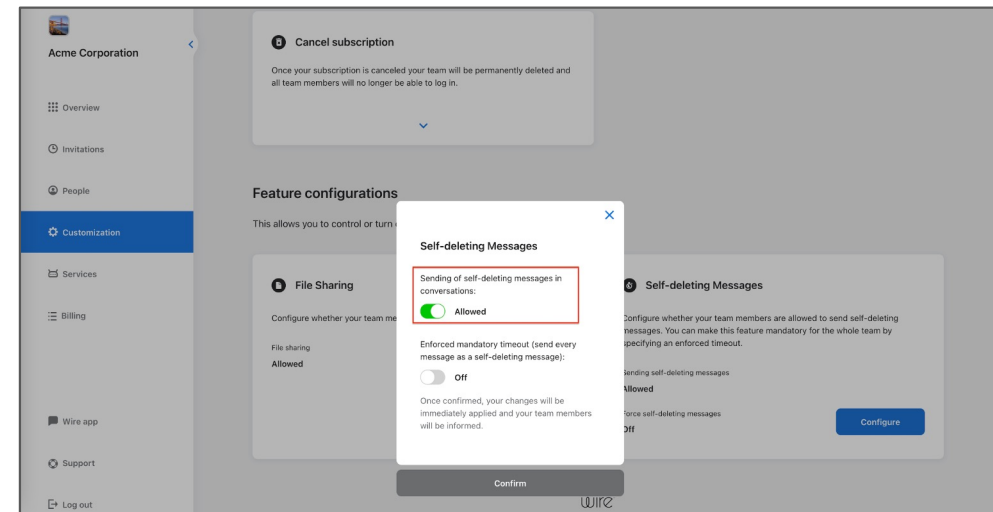 Acme Corporation
Overview
Invitations
People
Customization
Services
Billing
Wire app
Support
Log out
Cancel subscription
Once your subscription is canceled your team will be permanently deleted and
all team members will no longer be able to log in.
Feature configurations
This allows you to control or turn
File Sharing
Configure whether your team me
File sharing
Allowed
Self-deleting Messages
Sending of self-deleting messages in
conversations:
Allowed
Enforced mandatory timeout (send every
message as a self-deleting message):
Off
Once confirmed, your changes will be
immediately applied and your team members
will be informed.
Confirm
Self-deleting Messages
Configure whether your team members are allowed to send self-deleting
messages. You can make this feature mandatory for the whole team by
specifying an enforced timeout.
Sending self-deleting messages
Allowed
Force self-deleting messages
Off
Configure
wire